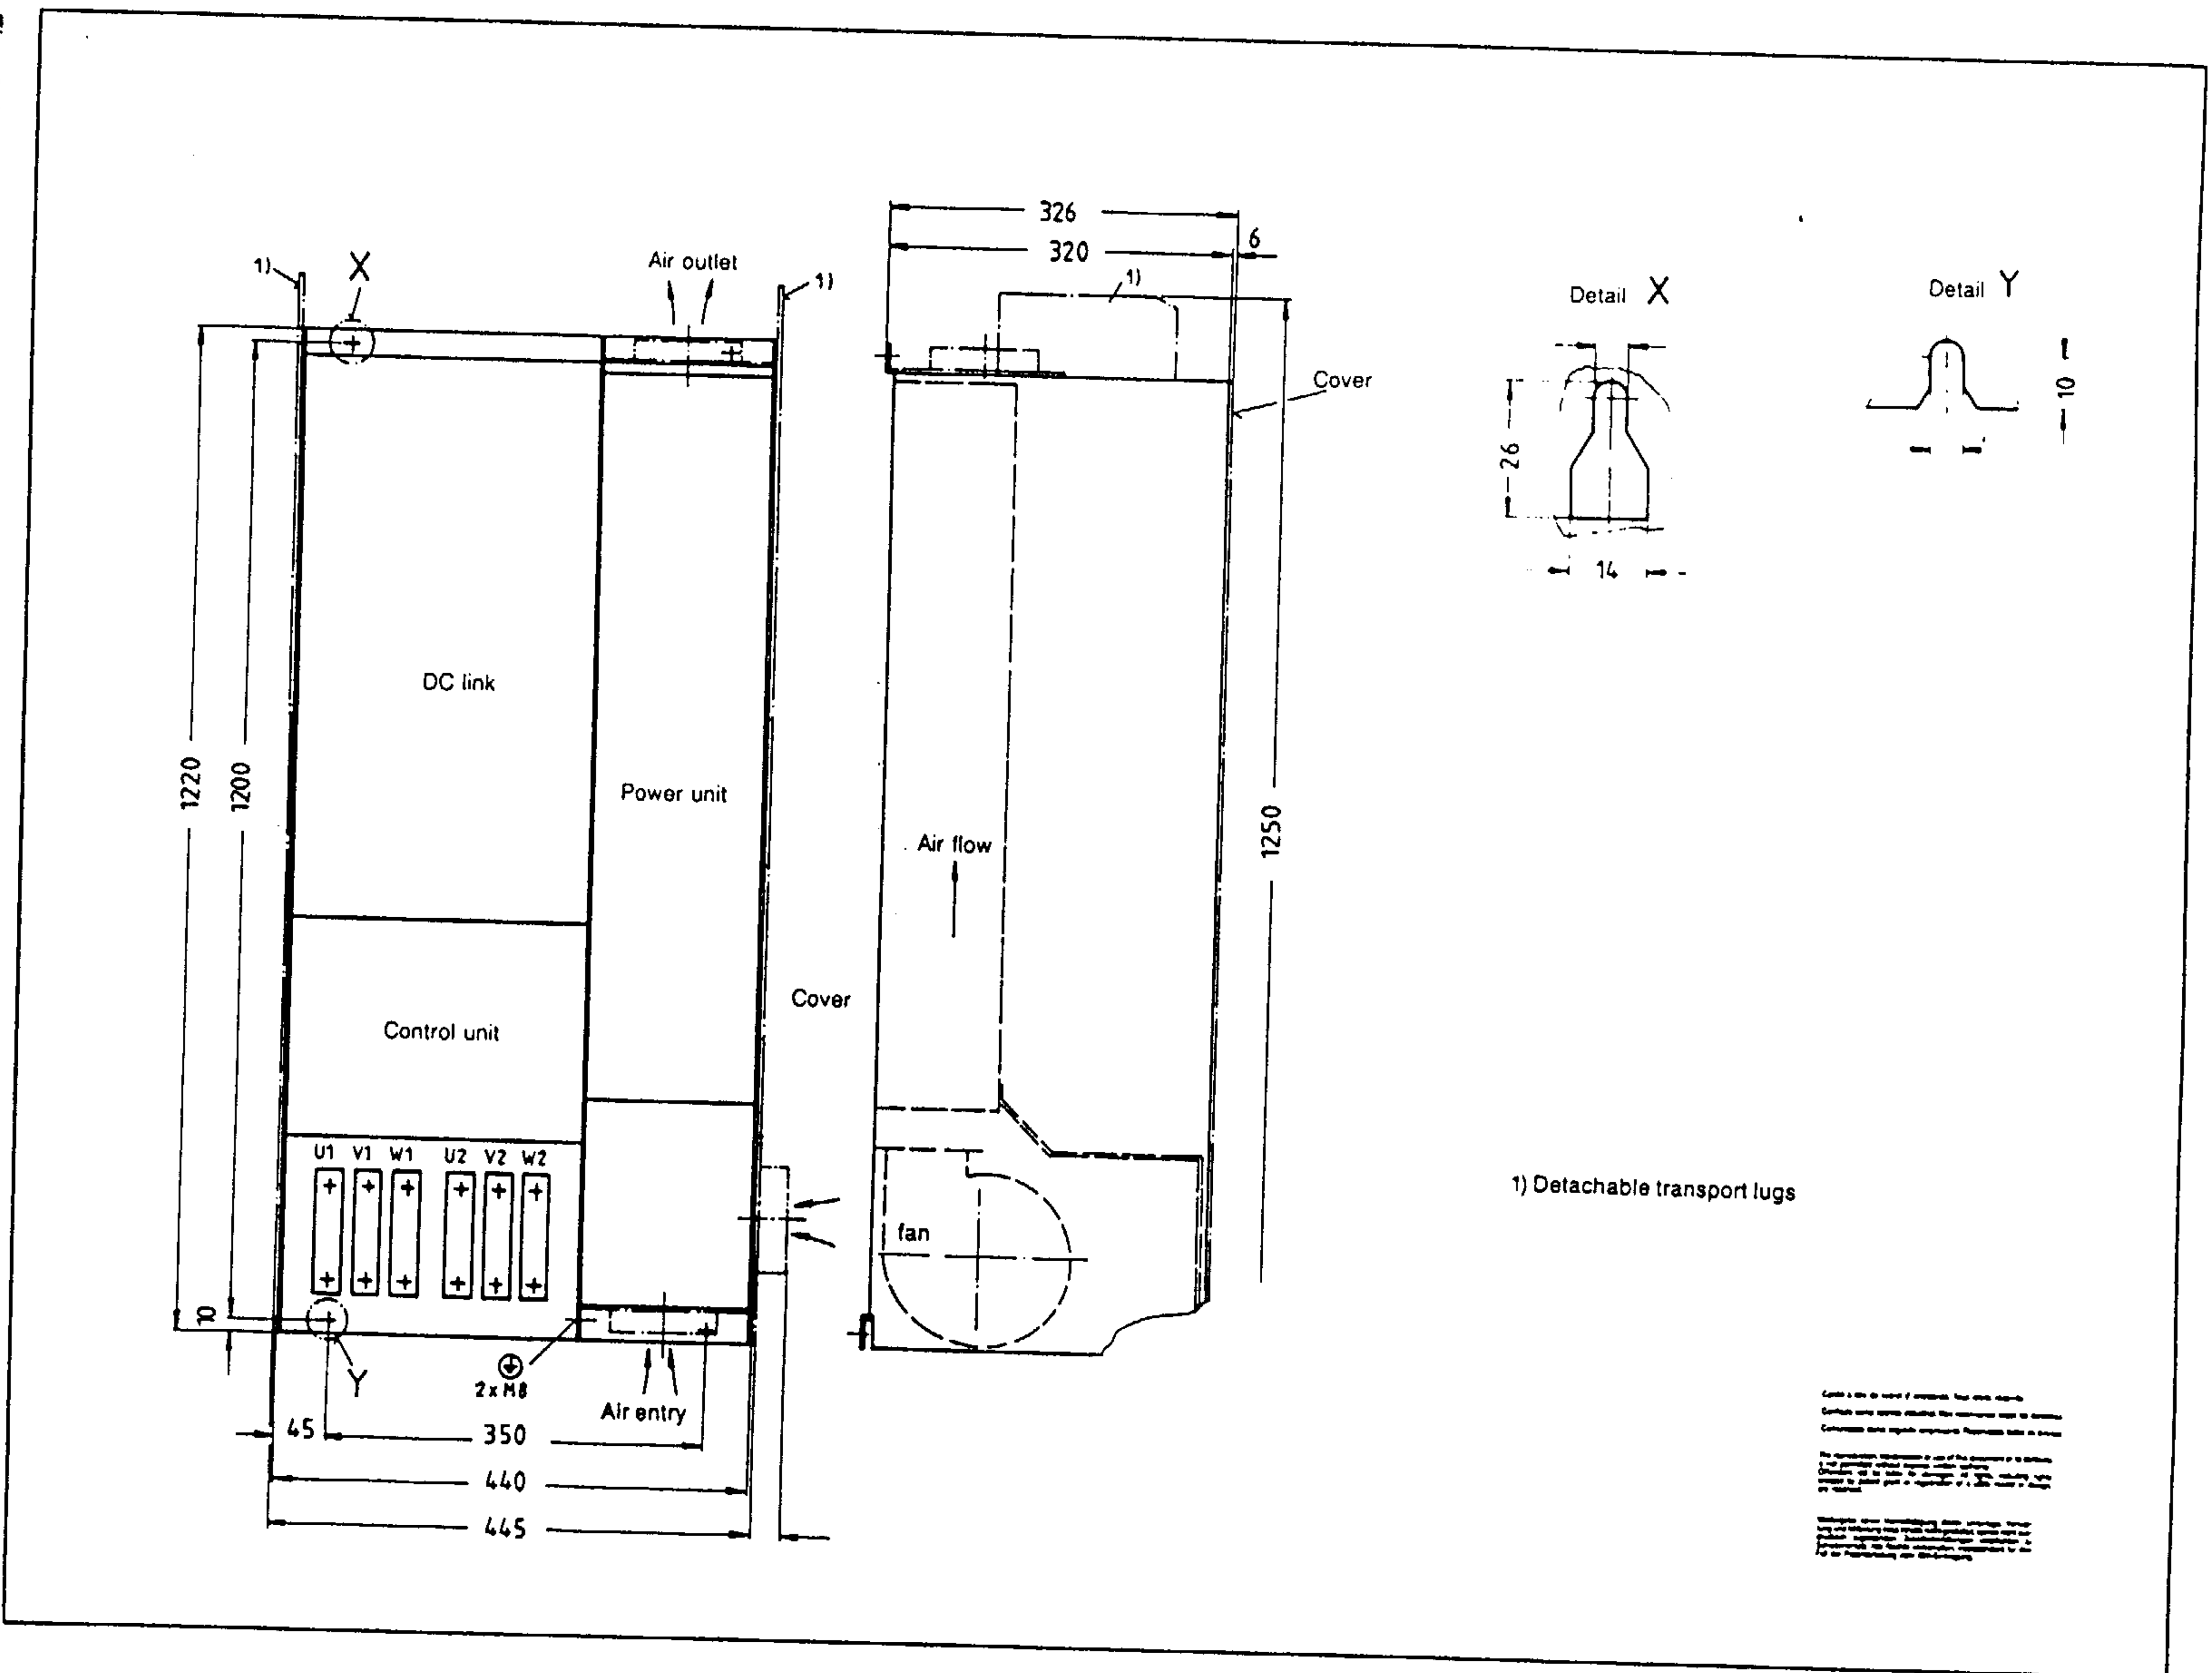 326
320
6
1)
X
Air outlet
1)
1)
Detail X
Detail Y
Cover
10
26
14
DC link
1220
1200
Power unit
1250
Air flow
Cover
Control unit
U1 V1 W1 U2 V2 W2
1) Detachable transport lugs
fan
10
Y
2xM8
Air entry
45
350
440
445